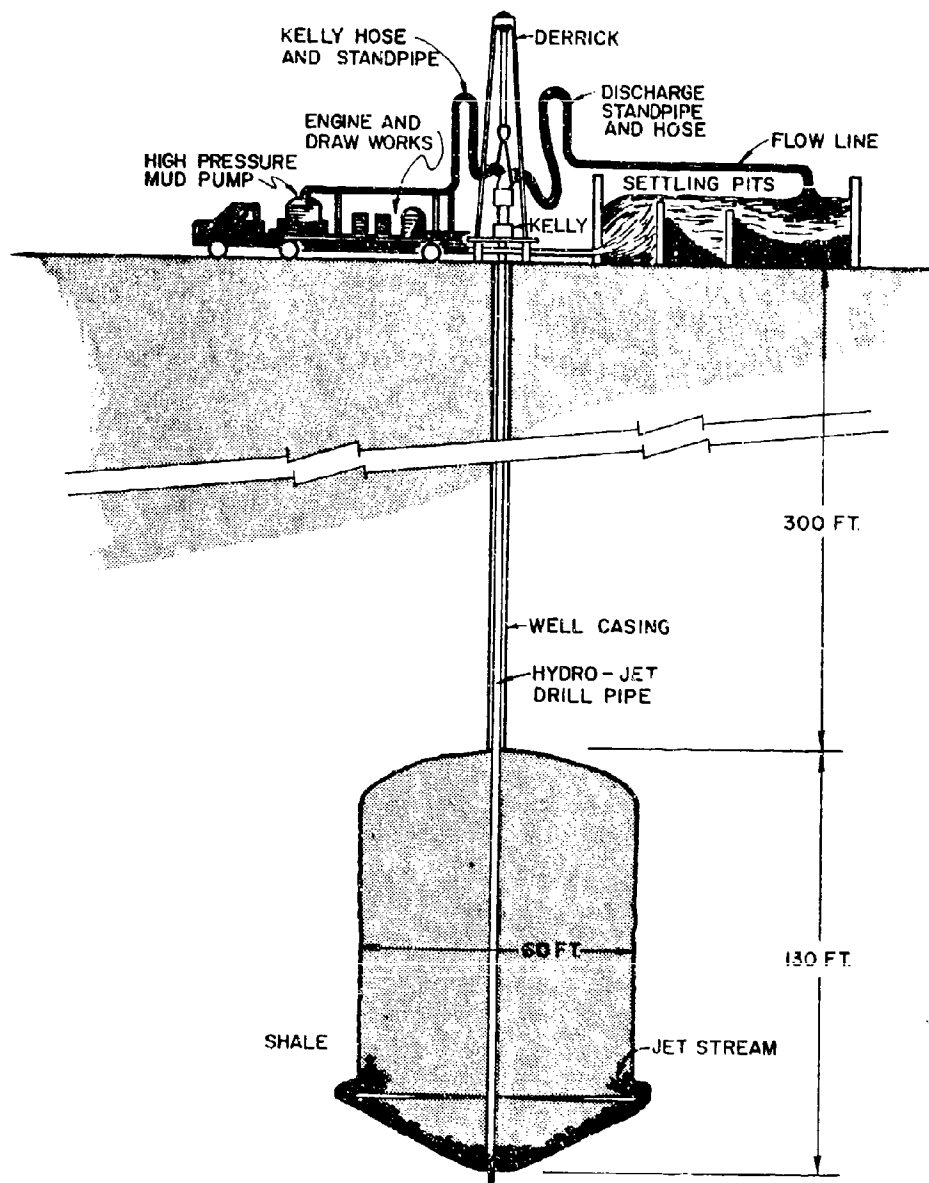 KELLY HOSE
AND STANDPIPE
DERRICK
DISCHARGE
STANDPIPE
AND HOSE
ENGINE AND
DRAW WORKS
FLOW LINE
HIGH PRESSURE
MUD PUMP
SETTLING PITS
KELLY
300 FT.
WELL CASING
HYDRO-JET
DRILL PIPE
60 FT.
130 FT.
SHALE
JET STREAM